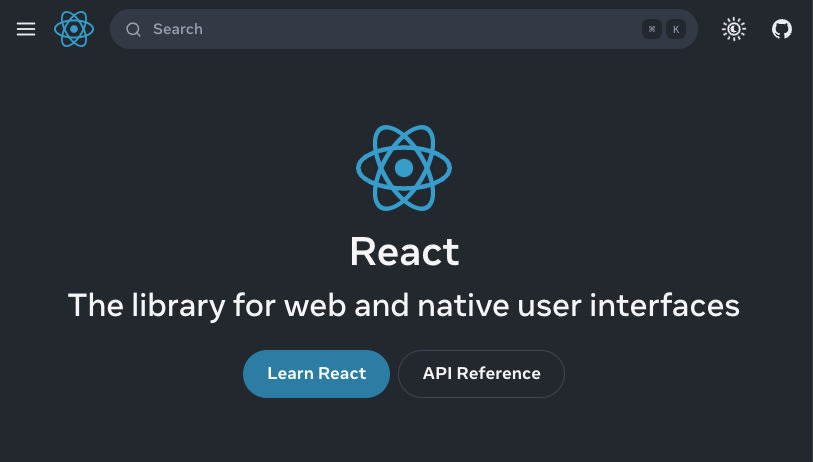 Search ⌘ K
React
The library for web and native user interfaces
Learn React API Reference